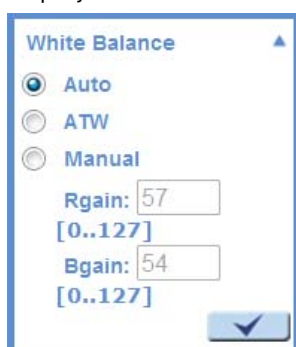 White Balance
Auto
ATW
Manual
Rgain: 57
[0..127]
Bgain: 54
[0..127]